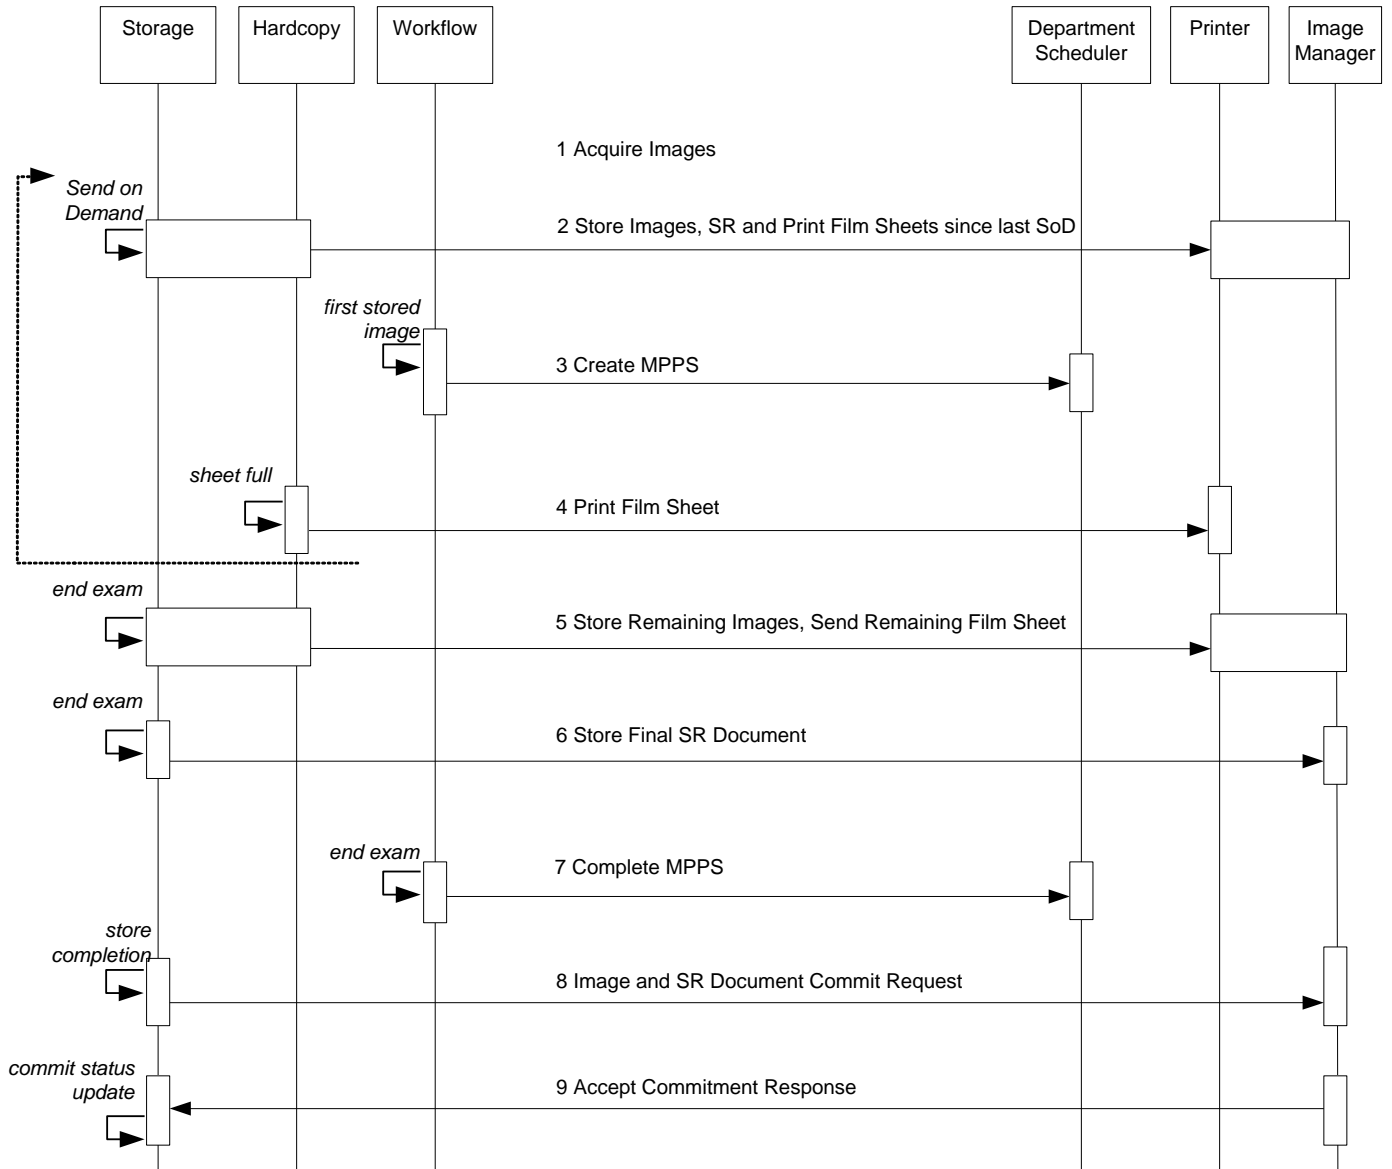 Storage
Hardcopy
Workflow
Department
Scheduler
Printer
Image
Manager
1 Acquire Images
Send on
Demand
2 Store Images, SR and Print Film Sheets since last SoD
first stored
image
3 Create MPPS
sheet full
4 Print Film Sheet
end exam
5 Store Remaining Images, Send Remaining Film Sheet
end exam
6 Store Final SR Document
end exam
7 Complete MPPS
store
completion
8 Image and SR Document Commit Request
commit status
update
9 Accept Commitment Response